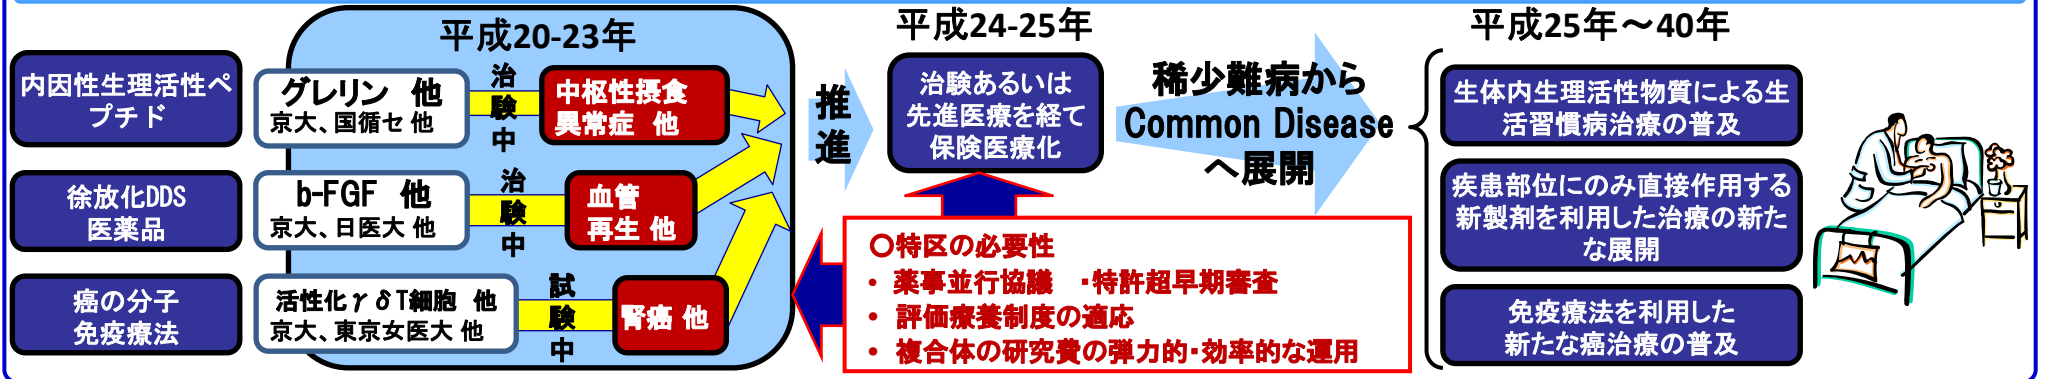 平成20-23年
平成24-25年
平成25年～40年
内因性生理活性ペ
プチド
グレリン 他
京大、国循セ 他
治
験
中
中枢性摂食
異常症 他
徐放化DDS
医薬品
b-FGF 他
京大、日医大 他
治
験
中
血管
再生 他
癌の分子
免疫療法
活性化γδT細胞 他
京大、東京女医大 他
試
験
中
腎癌 他
推
進
治験あるいは
先進医療を経て
保険医療化
稀少難病から
Common Disease
へ展開
〇特区の必要性
• 薬事並行協議 ・特許超早期審査
• 評価療養制度の適応
• 複合体の研究費の弾力的・効率的な運用
生体内生理活性物質による生
活習慣病治療の普及
疾患部位にのみ直接作用する
新製剤を利用した治療の新た
な展開
免疫療法を利用した
新たな癌治療の普及